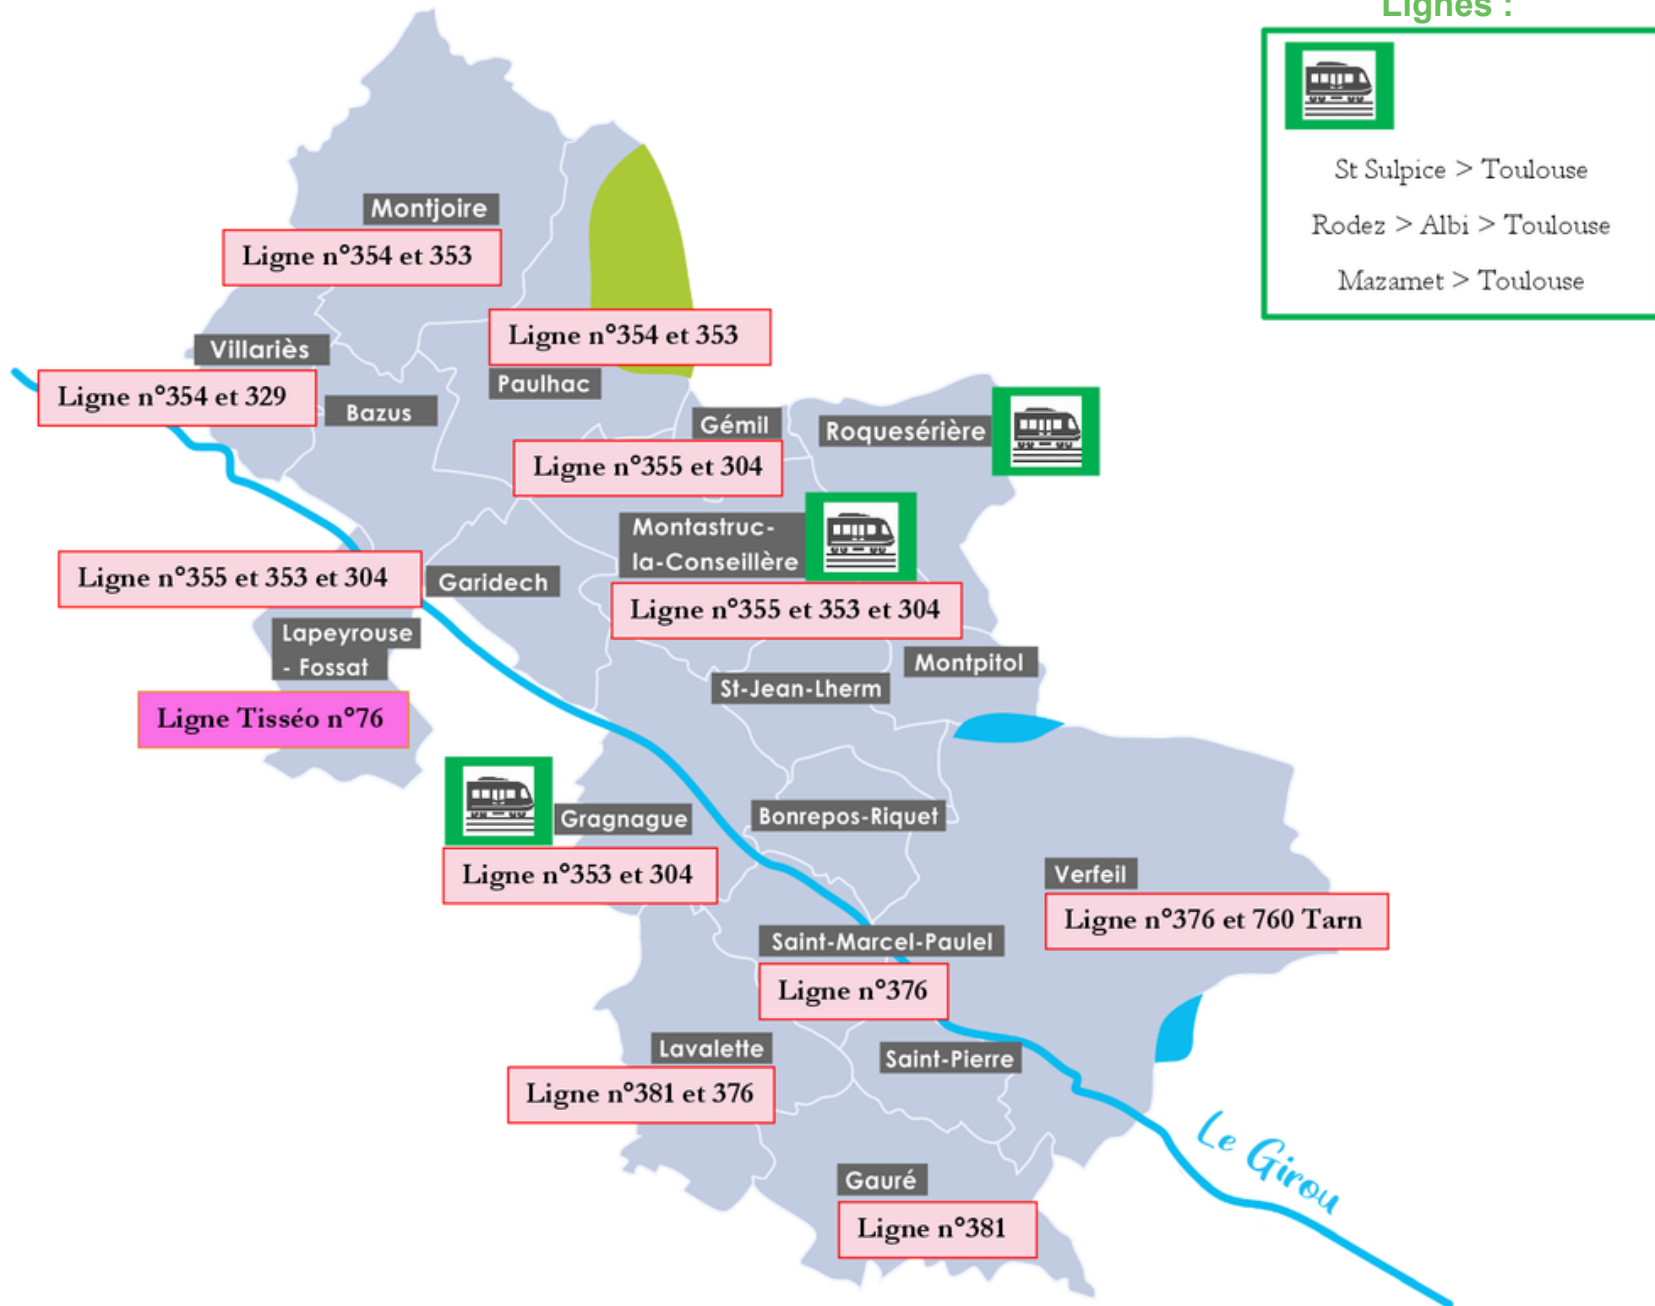 Lignes :
St Sulpice > Toulouse
Rodez > Albi > Toulouse
Mazamet > Toulouse
Montjoire
Ligne n°354 et 353
Ligne n°354 et 353
Paulhac
Villariès
Ligne n°354 et 329
Bazus
Gémil
Ligne n°355 et 304
Roquesérière
Montastruc-
la-Conseillère
Ligne n°355 et 353 et 304
Ligne n°355 et 353 et 304
Garidech
Lapeyrouse
- Fossat
Ligne Tisséo n°76
Montpitol
St-Jean-Lherm
Gragnague
Ligne n°353 et 304
Bonrepos-Riquet
Verfeil
Ligne n°376 et 760 Tarn
Saint-Marcel-Paulel
Ligne n°376
Lavalette
Ligne n°381 et 376
Saint-Pierre
Le Girou
Gauré
Ligne n°381